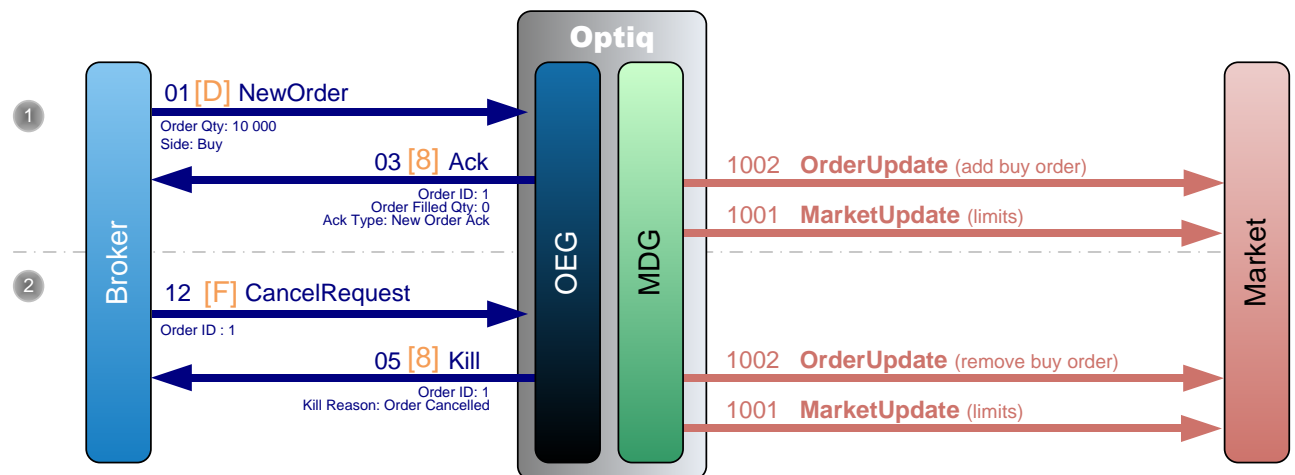 Optiq
1
01 [D] NewOrder
Order Qty: 10 000
Side: Buy
03 [8] Ack
Order ID: 1
Order Filled Qty: 0
Ack Type: New Order Ack
1002 OrderUpdate (add buy order)
1001 MarketUpdate (limits)
Broker
OEG
MDG
Market
2
12 [F] CancelRequest
Order ID : 1
05 [8] Kill
Order ID: 1
Kill Reason: Order Cancelled
1002 OrderUpdate (remove buy order)
1001 MarketUpdate (limits)